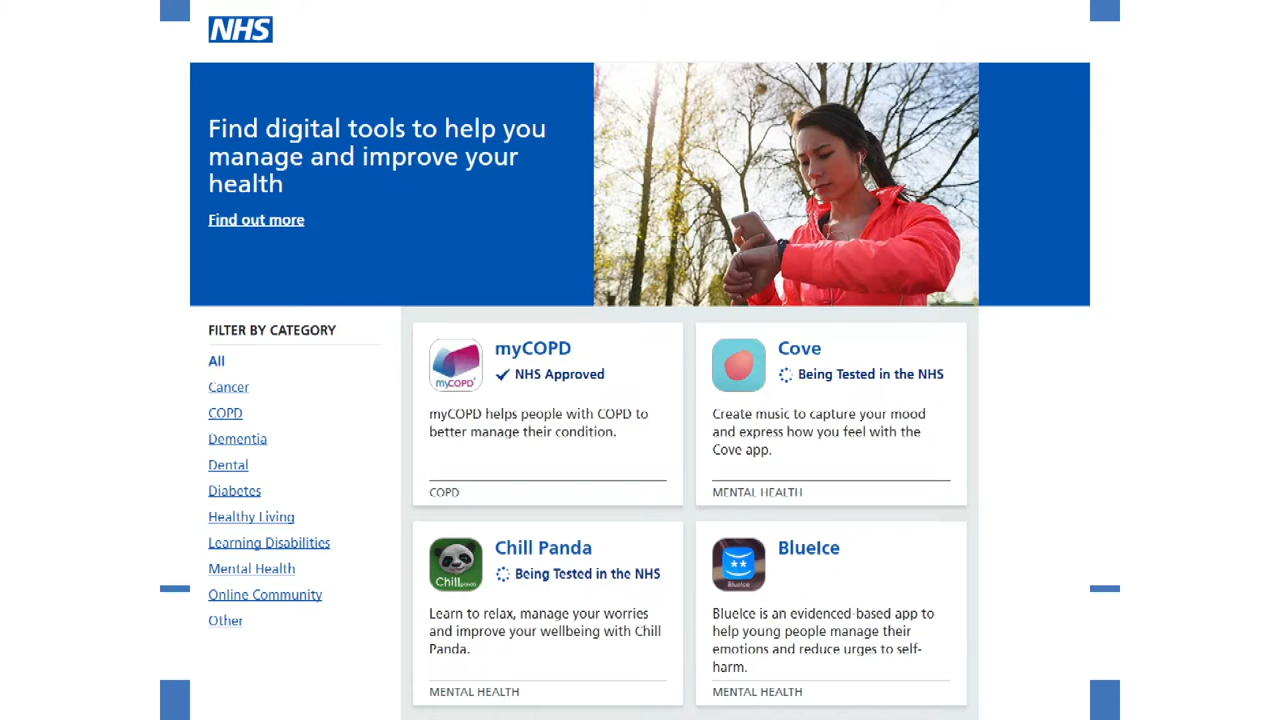 NHS
Find digital tools to help you
manage and improve your
health
Find out more
FILTER BY CATEGORY
All
Cancer
COPD
Dementia
Dental
Diabetes
Healthy Living
Learning Disabilities
Mental Health
Online Community
Other
myCOPD
myCOPD
NHS Approved
myCOPD helps people with COPD to
better manage their condition.
COPD
Cove
Being Tested in the NHS
Create music to capture your mood
and express how you feel with the
Cove app.
MENTAL HEALTH
Chill panda
Chill Panda
Being Tested in the NHS
Learn to relax, manage your worries
and improve your wellbeing with Chill
Panda.
MENTAL HEALTH
BlueIce
BlueIce
BlueIce is an evidenced-based app to
help young people manage their
emotions and reduce urges to self-
harm.
MENTAL HEALTH